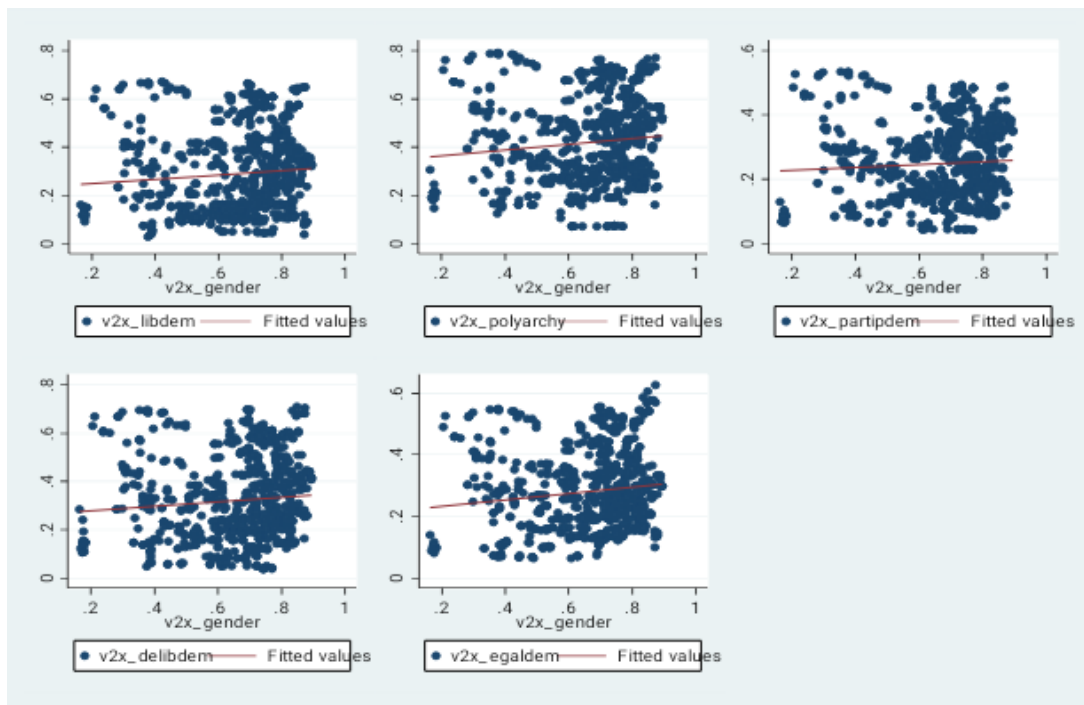 .8
.6
.4
.2
0
.2 .4 .6 .8 1
v2x_gender
v2x_libdem Fitted values
.8
.6
.4
.2
0
.2 .4 .6 .8 1
v2x_gender
v2x_polyarchy Fitted values
.6
.4
.2
0
.2 .4 .6 .8 1
v2x_gender
v2x_partipdem Fitted values
.8
.6
.4
.2
0
.2 .4 .6 .8 1
v2x_gender
v2x_delibdem Fitted values
.6
.4
.2
0
.2 .4 .6 .8 1
v2x_gender
v2x_egaldem Fitted values